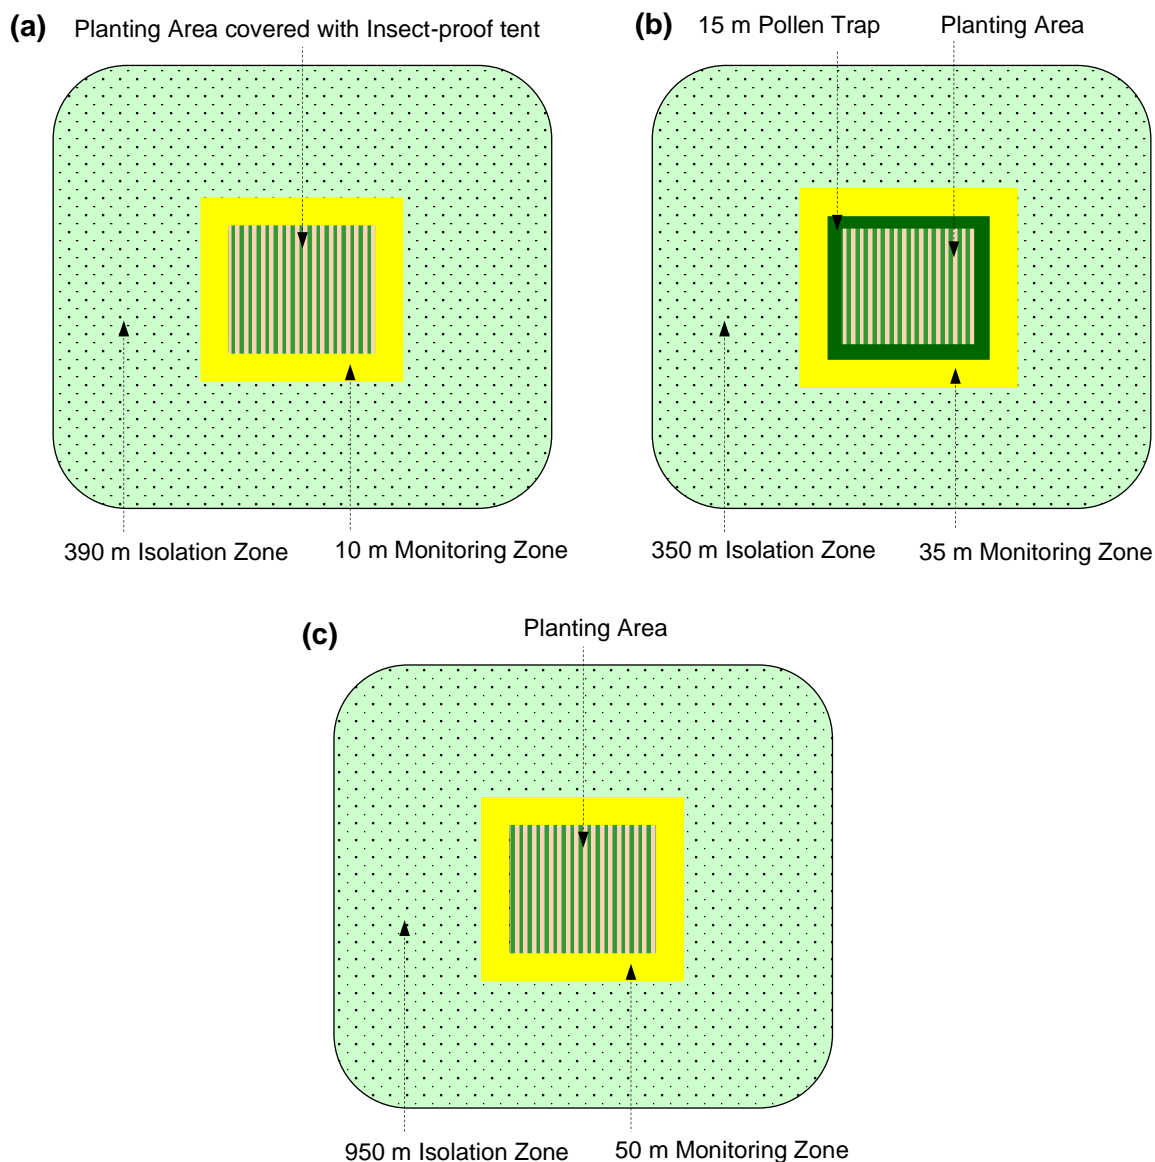 (a)
Planting Area covered with Insect-proof tent
390 m Isolation Zone
10 m Monitoring Zone
(b)
15 m Pollen Trap
Planting Area
350 m Isolation Zone
35 m Monitoring Zone
(c)
Planting Area
950 m Isolation Zone
50 m Monitoring Zone